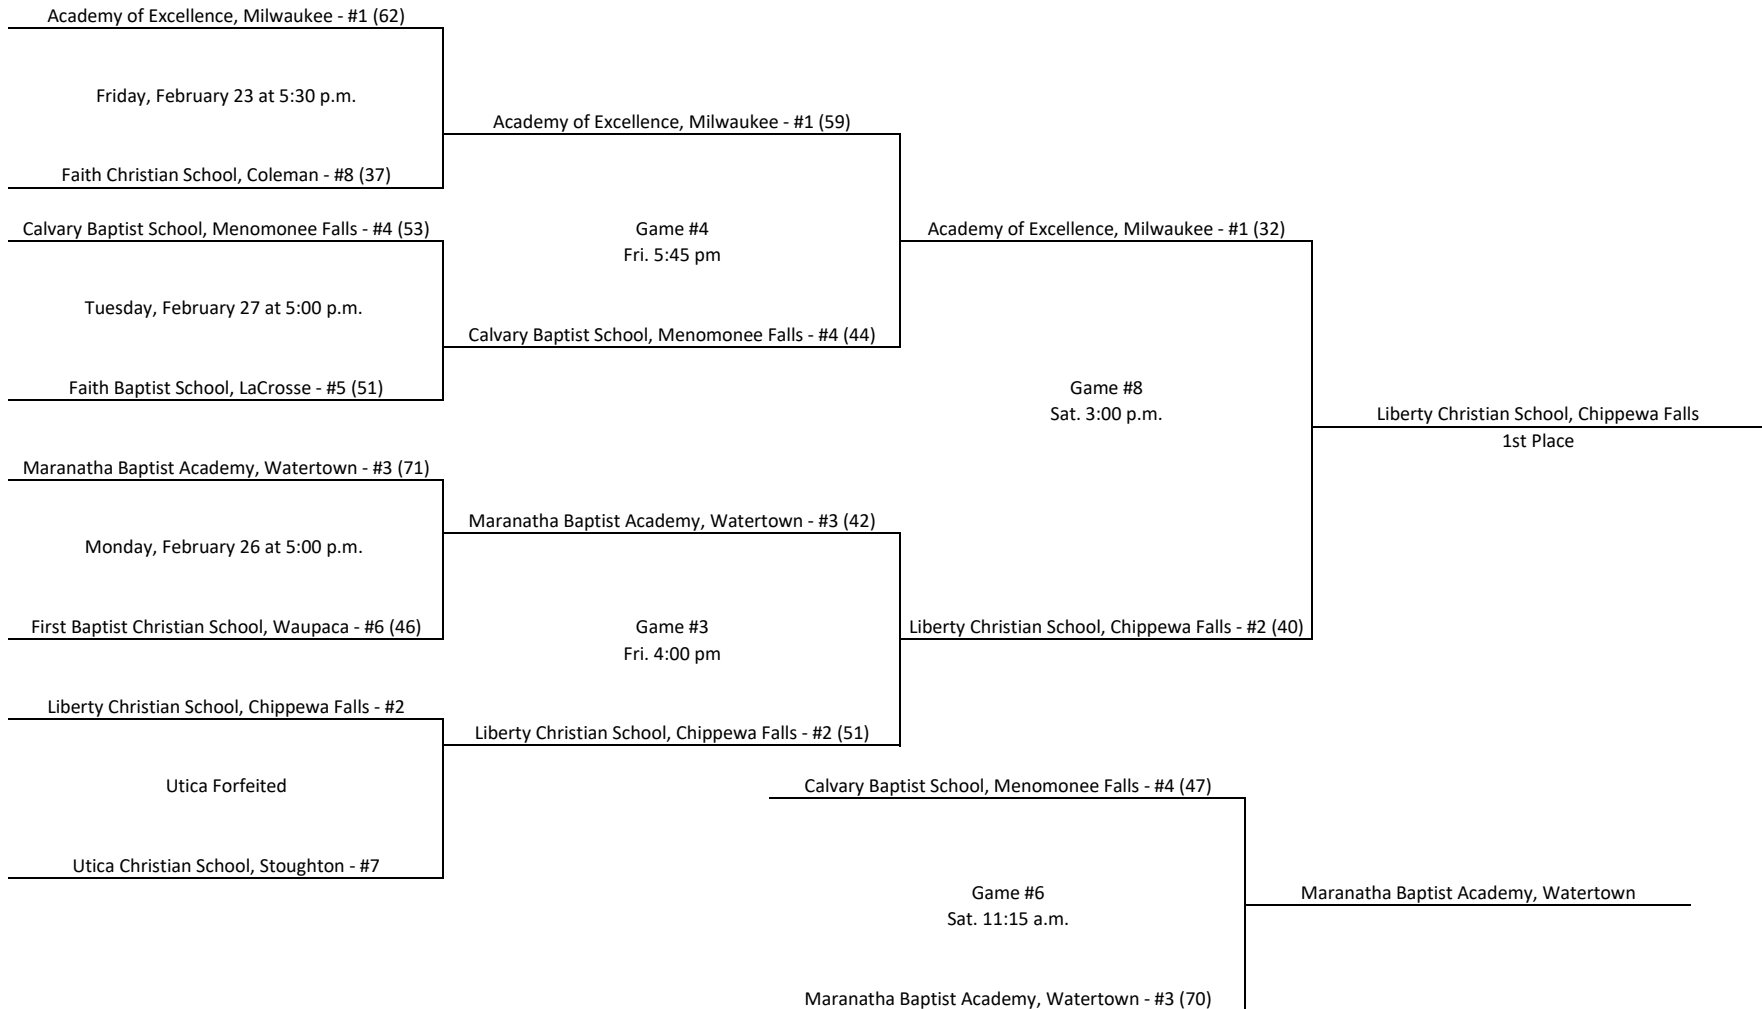 Academy of Excellence, Milwaukee - #1 (62)
Friday, February 23 at 5:30 p.m.
Academy of Excellence, Milwaukee - #1 (59)
Faith Christian School, Coleman - #8 (37)
Calvary Baptist School, Menomonee Falls - #4 (53)
Game #4
Fri. 5:45 pm
Academy of Excellence, Milwaukee - #1 (32)
Tuesday, February 27 at 5:00 p.m.
Calvary Baptist School, Menomonee Falls - #4 (44)
Faith Baptist School, LaCrosse - #5 (51)
Game #8
Sat. 3:00 p.m.
Liberty Christian School, Chippewa Falls
1st Place
Maranatha Baptist Academy, Watertown - #3 (71)
Maranatha Baptist Academy, Watertown - #3 (42)
Monday, February 26 at 5:00 p.m.
First Baptist Christian School, Waupaca - #6 (46)
Game #3
Fri. 4:00 pm
Liberty Christian School, Chippewa Falls - #2 (40)
Liberty Christian School, Chippewa Falls - #2
Liberty Christian School, Chippewa Falls - #2 (51)
Utica Forfeited
Calvary Baptist School, Menomonee Falls - #4 (47)
Utica Christian School, Stoughton - #7
Game #6
Sat. 11:15 a.m.
Maranatha Baptist Academy, Watertown
Maranatha Baptist Academy, Watertown - #3 (70)